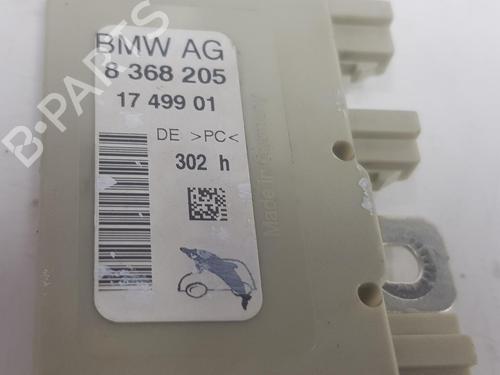 BMW AG
8 368 205
17 499 01
DE >PC<
302 h
Made in Germany
B-PARTS